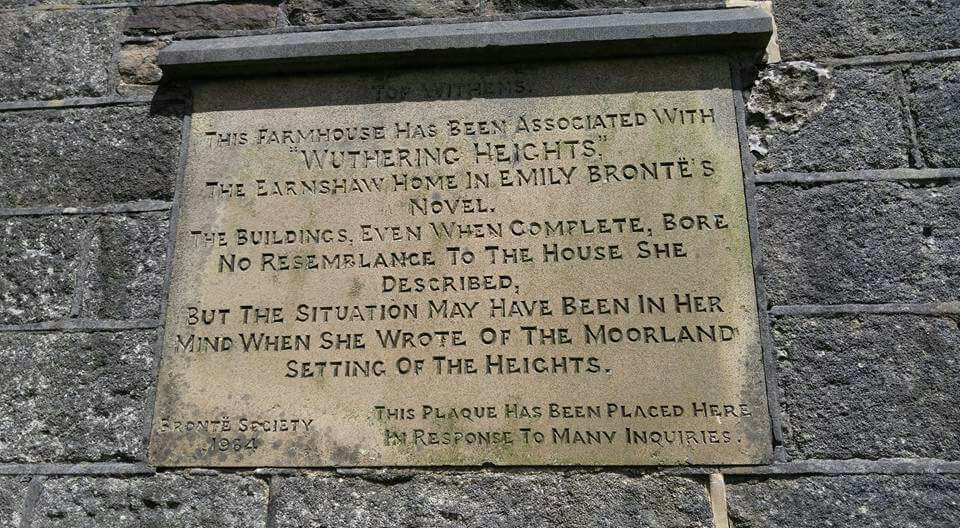 TOP WITHENS.
THIS FARMHOUSE HAS BEEN ASSOCIATED WITH
"WUTHERING HEIGHTS,"
THE EARNSHAW HOME IN EMILY BRONTË'S
NOVEL.
THE BUILDINGS, EVEN WHEN COMPLETE, BORE
NO RESEMBLANCE TO THE HOUSE SHE
DESCRIBED,
BUT THE SITUATION MAY HAVE BEEN IN HER
MIND WHEN SHE WROTE OF THE MOORLAND
SETTING OF THE HEIGHTS.
BRONTË SOCIETY
1964
THIS PLAQUE HAS BEEN PLACED HERE
IN RESPONSE TO MANY INQUIRIES.